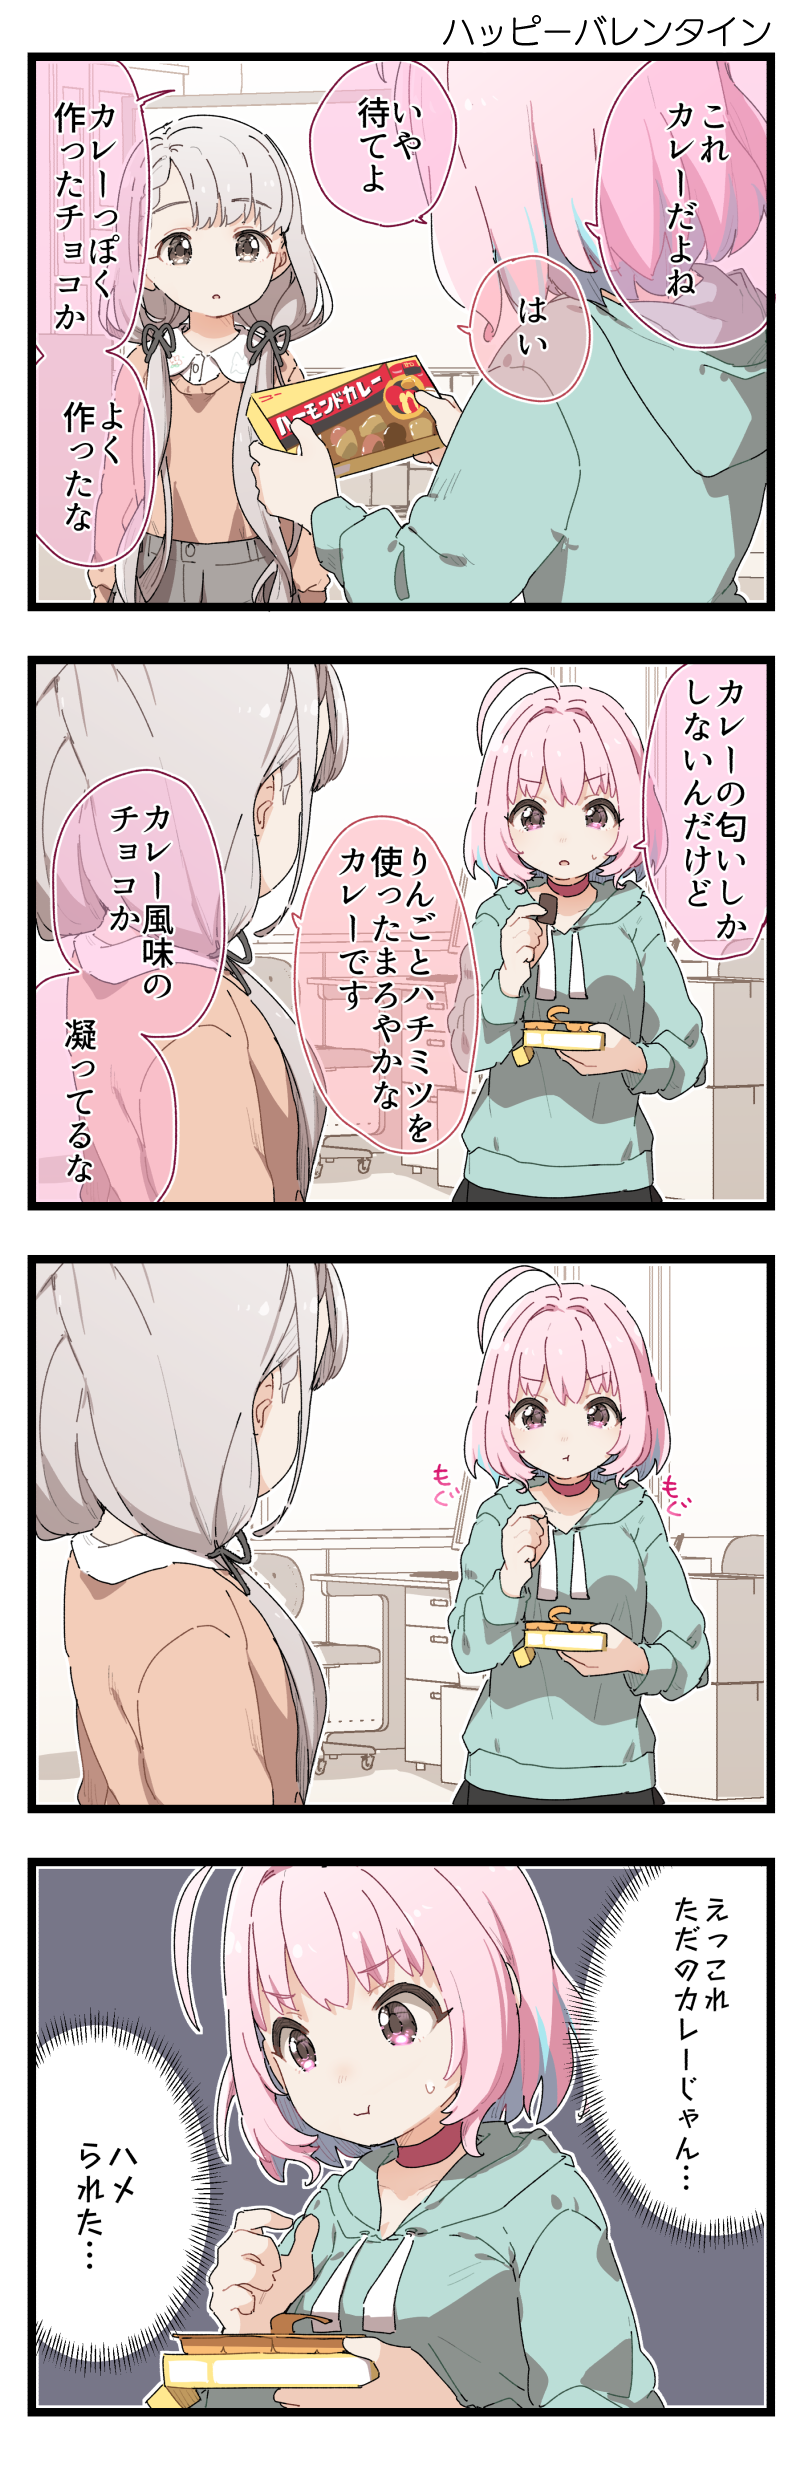 ハッピーバレンタイン
これ
カレーだよね
はい
いや
待てよ
カレーっぽく
作ったチョコか
よく
作ったな
ハーモンドカレー
カレーの匂いしか
しないんだけど
りんごとハチミツを
使ったまろやかな
カレーです
カレー風味の
チョコか
凝ってるな
もぐ
もぐ
えっこれ
ただのカレーじゃん…
ハメ
られた…